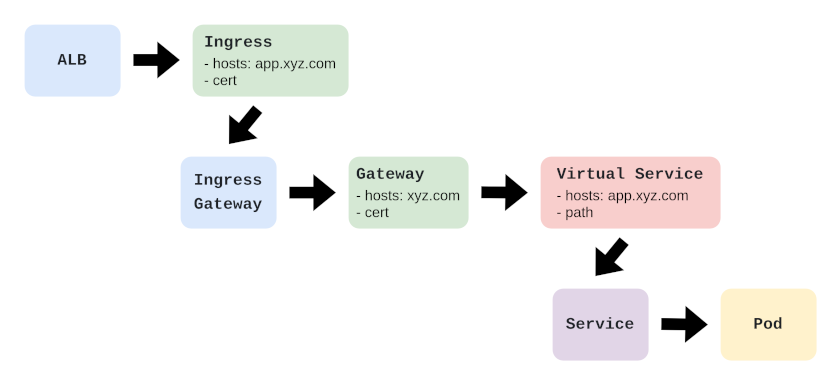 ALB
Ingress
- hosts: app.xyz.com
- cert
Ingress
Gateway
Gateway
- hosts: xyz.com
- cert
Virtual Service
- hosts: app.xyz.com
- path
Service
Pod